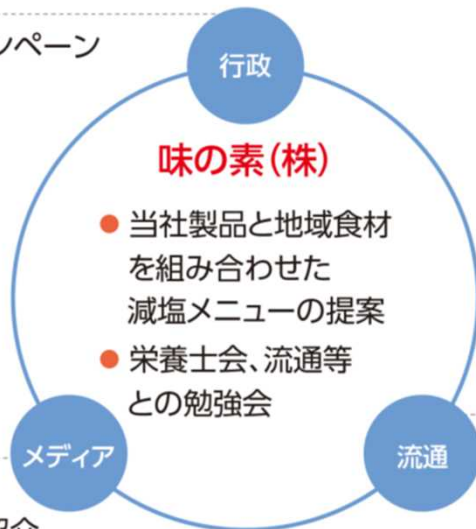 ンペーン
行政
味の素(株)
● 当社製品と地域食材
を組み合わせた
減塩メニューの提案
● 栄養士会、流通等
との勉強会
メディア
流通